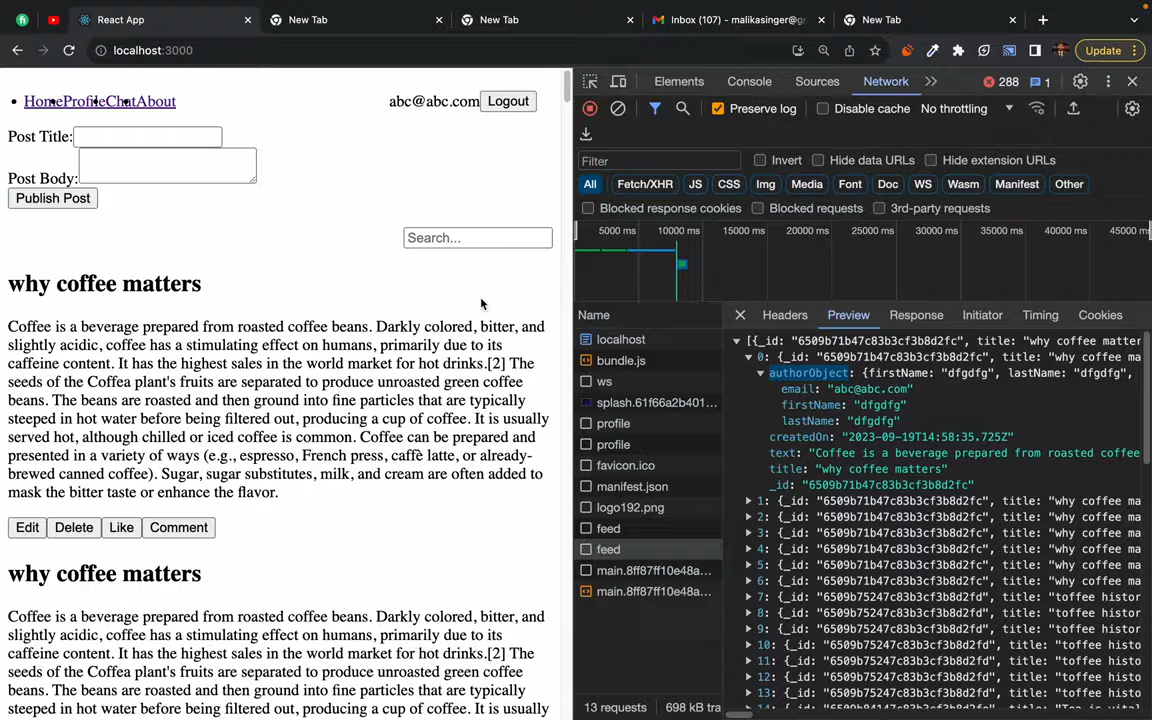 React App
New Tab
New Tab
Inbox (107) - malikasinger@gr
New Tab
localhost:3000
Update
• HomeProfileChatAbout
abc@abc.com Logout
Post Title:
Post Body:
Publish Post
Search...
why coffee matters
Coffee is a beverage prepared from roasted coffee beans. Darkly colored, bitter, and
slightly acidic, coffee has a stimulating effect on humans, primarily due to its
caffeine content. It has the highest sales in the world market for hot drinks.[2] The
seeds of the Coffea plant's fruits are separated to produce unroasted green coffee
beans. The beans are roasted and then ground into fine particles that are typically
steeped in hot water before being filtered out, producing a cup of coffee. It is usually
served hot, although chilled or iced coffee is common. Coffee can be prepared and
presented in a variety of ways (e.g., espresso, French press, caffè latte, or already-
brewed canned coffee). Sugar, sugar substitutes, milk, and cream are often added to
mask the bitter taste or enhance the flavor.
Edit Delete Like Comment
why coffee matters
Coffee is a beverage prepared from roasted coffee beans. Darkly colored, bitter, and
slightly acidic, coffee has a stimulating effect on humans, primarily due to its
caffeine content. It has the highest sales in the world market for hot drinks.[2] The
seeds of the Coffea plant's fruits are separated to produce unroasted green coffee
beans. The beans are roasted and then ground into fine particles that are typically
steeped in hot water before being filtered out, producing a cup of coffee. It is usually
Elements Console Sources Network 288 1
Preserve log Disable cache No throttling
Filter Invert Hide data URLs Hide extension URLs
All Fetch/XHR JS CSS Img Media Font Doc WS Wasm Manifest Other
Blocked response cookies Blocked requests 3rd-party requests
5000 ms 10000 ms 15000 ms 20000 ms 25000 ms 30000 ms 35000 ms 40000 ms 45000 ms
Name
localhost
bundle.js
ws
splash.61f66a2b401...
profile
profile
favicon.ico
manifest.json
logo192.png
feed
feed
main.8ff87ff10e48a...
main.8ff87ff10e48a...
13 requests 698 kB tra
Headers Preview Response Initiator Timing Cookies
[{_id: "6509b71b47c83b3cf3b8d2fc", title: "why coffee matter
0: {_id: "6509b71b47c83b3cf3b8d2fc", title: "why coffee ma
authorObject: {firstName: "dfgdfg", lastName: "dfgdfg",
email: "abc@abc.com"
firstName: "dfgdfg"
lastName: "dfgdfg"
createdOn: "2023-09-19T14:58:35.725Z"
text: "Coffee is a beverage prepared from roasted coffee
title: "why coffee matters"
_id: "6509b71b47c83b3cf3b8d2fc"
1: {_id: "6509b71b47c83b3cf3b8d2fc", title: "why coffee ma
2: {_id: "6509b71b47c83b3cf3b8d2fc", title: "why coffee ma
3: {_id: "6509b71b47c83b3cf3b8d2fc", title: "why coffee ma
4: {_id: "6509b71b47c83b3cf3b8d2fc", title: "why coffee ma
5: {_id: "6509b71b47c83b3cf3b8d2fc", title: "why coffee ma
6: {_id: "6509b71b47c83b3cf3b8d2fc", title: "why coffee ma
7: {_id: "6509b75247c83b3cf3b8d2fd", title: "toffee histor
8: {_id: "6509b75247c83b3cf3b8d2fd", title: "toffee histor
9: {_id: "6509b75247c83b3cf3b8d2fd", title: "toffee histor
10: {_id: "6509b75247c83b3cf3b8d2fd", title: "toffee histo
11: {_id: "6509b75247c83b3cf3b8d2fd", title: "toffee histo
12: {_id: "6509b75247c83b3cf3b8d2fd", title: "toffee histo
13: {_id: "6509b75247c83b3cf3b8d2fd", title: "toffee histo